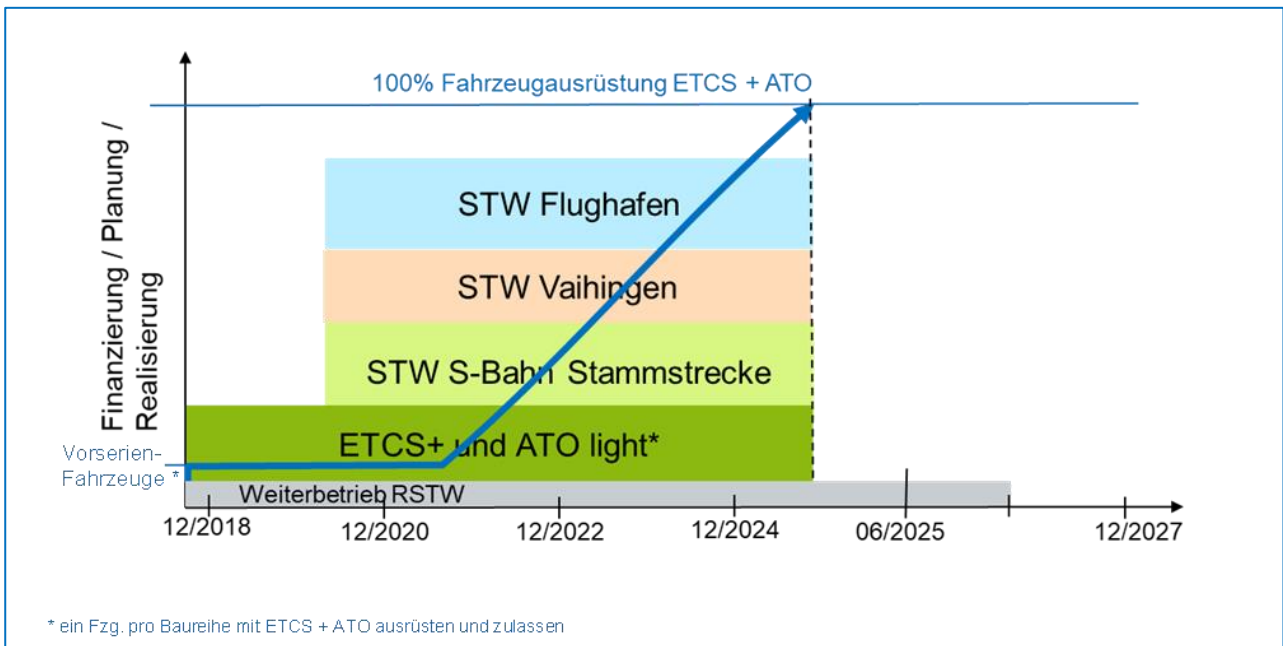 100% Fahrzeugausrüstung ETCS + ATO
Finanzierung / Planung /
Realisierung
STW Flughafen
STW Vaihingen
STW S-Bahn Stammstrecke
ETCS+ und ATO light*
Vorserien-
Fahrzeuge *
Weiterbetrieb RSTW
12/2018
12/2020
12/2022
12/2024
06/2025
12/2027
* ein Fzg. pro Baureihe mit ETCS + ATO ausrüsten und zulassen